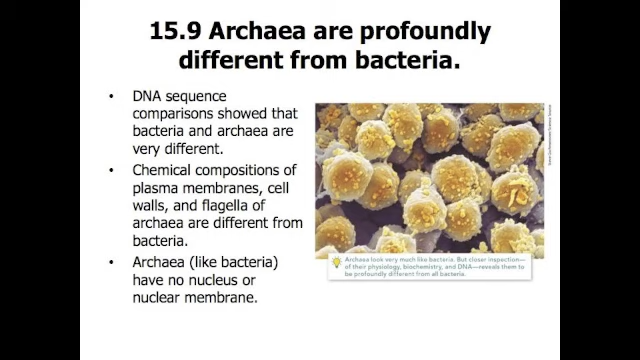 15.9 Archaea are profoundly
different from bacteria.
• DNA sequence
comparisons showed that
bacteria and archaea are
very different.
• Chemical compositions of
plasma membranes, cell
walls, and flagella of
archaea are different from
bacteria.
• Archaea (like bacteria)
have no nucleus or
nuclear membrane.
Archaea look very much like bacteria. But closer inspection—
of their physiology, biochemistry, and DNA—reveals them to
be profoundly different from all bacteria.